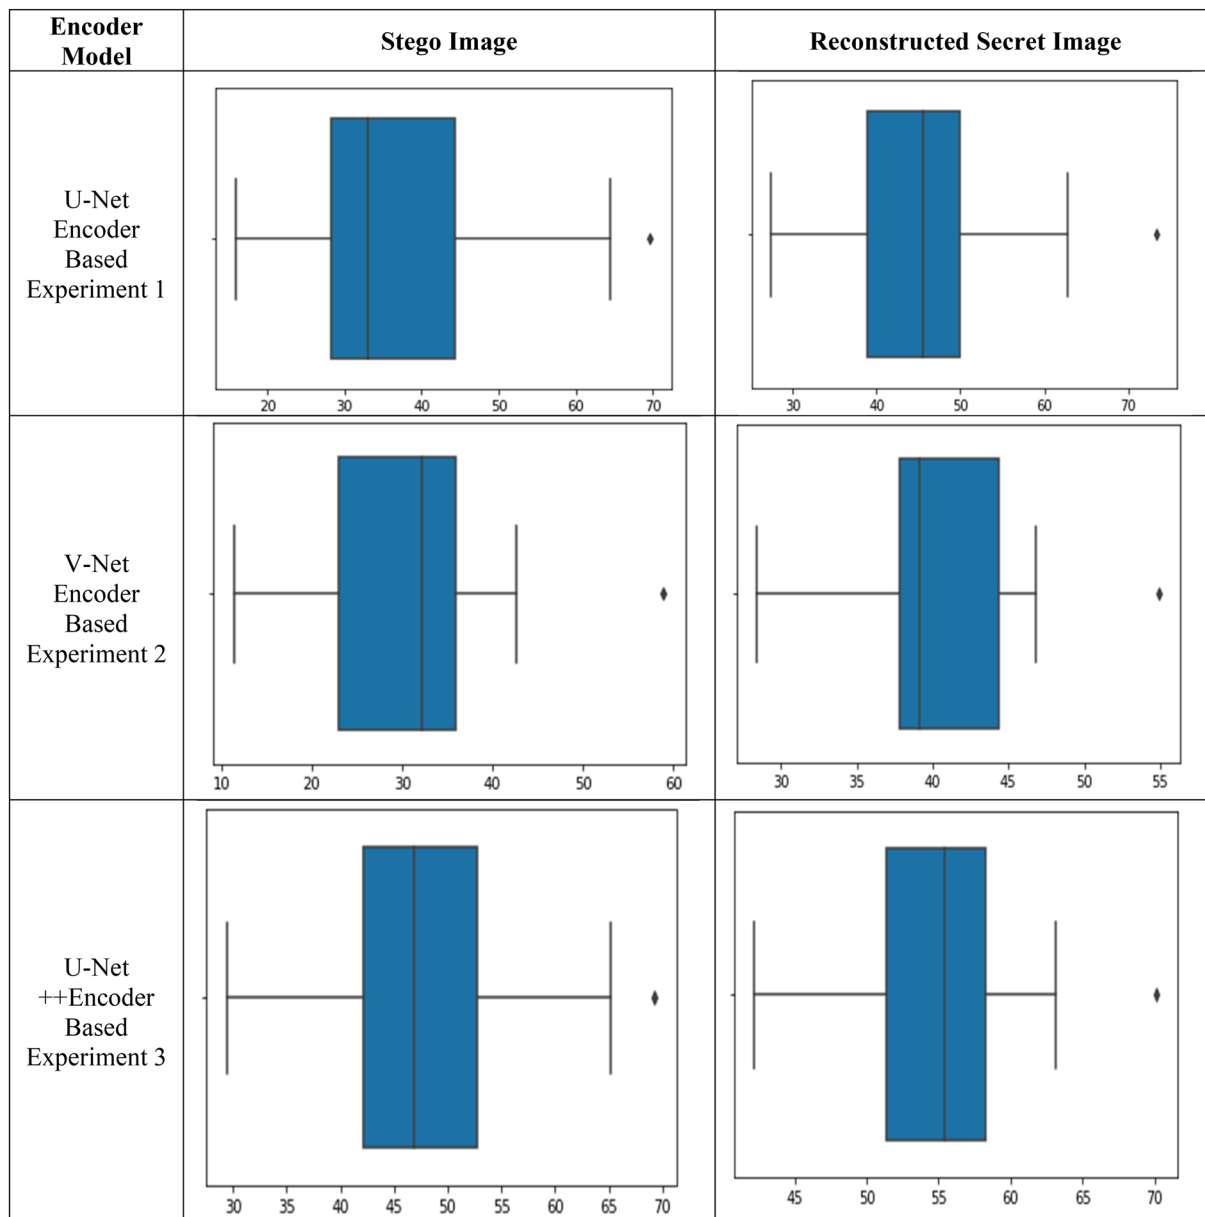 Encoder
Model
Stego Image
Reconstructed Secret Image
U-Net
Encoder
Based
Experiment 1
20 30 40 50 60 70
30 40 50 60 70
V-Net
Encoder
Based
Experiment 2
10 20 30 40 50 60
30 35 40 45 50 55
U-Net
++Encoder
Based
Experiment 3
30 35 40 45 50 55 60 65 70
45 50 55 60 65 70